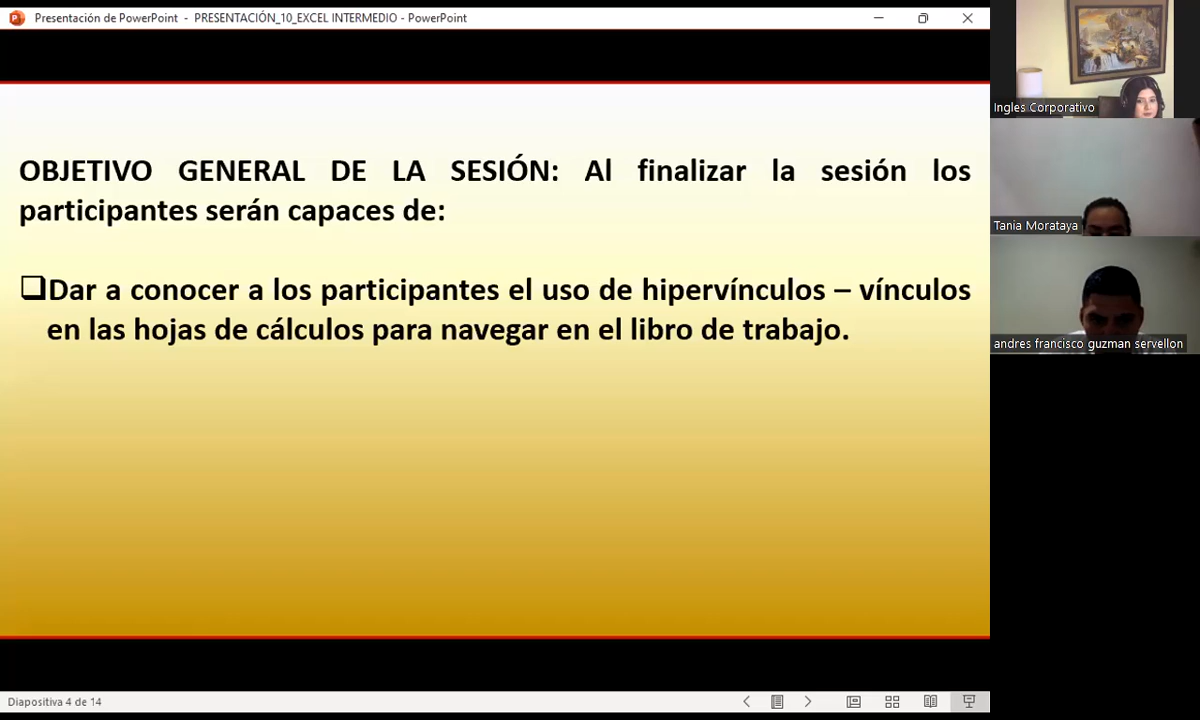 Presentación de PowerPoint - PRESENTACIÓN_10_EXCEL INTERMEDIO - PowerPoint
Ingles Corporativo
Tania Morataya
andres francisco guzman servellon
OBJETIVO GENERAL DE LA SESIÓN: Al finalizar la sesión los
participantes serán capaces de:
Dar a conocer a los participantes el uso de hipervínculos – vínculos
en las hojas de cálculos para navegar en el libro de trabajo.
Diapositiva 4 de 14